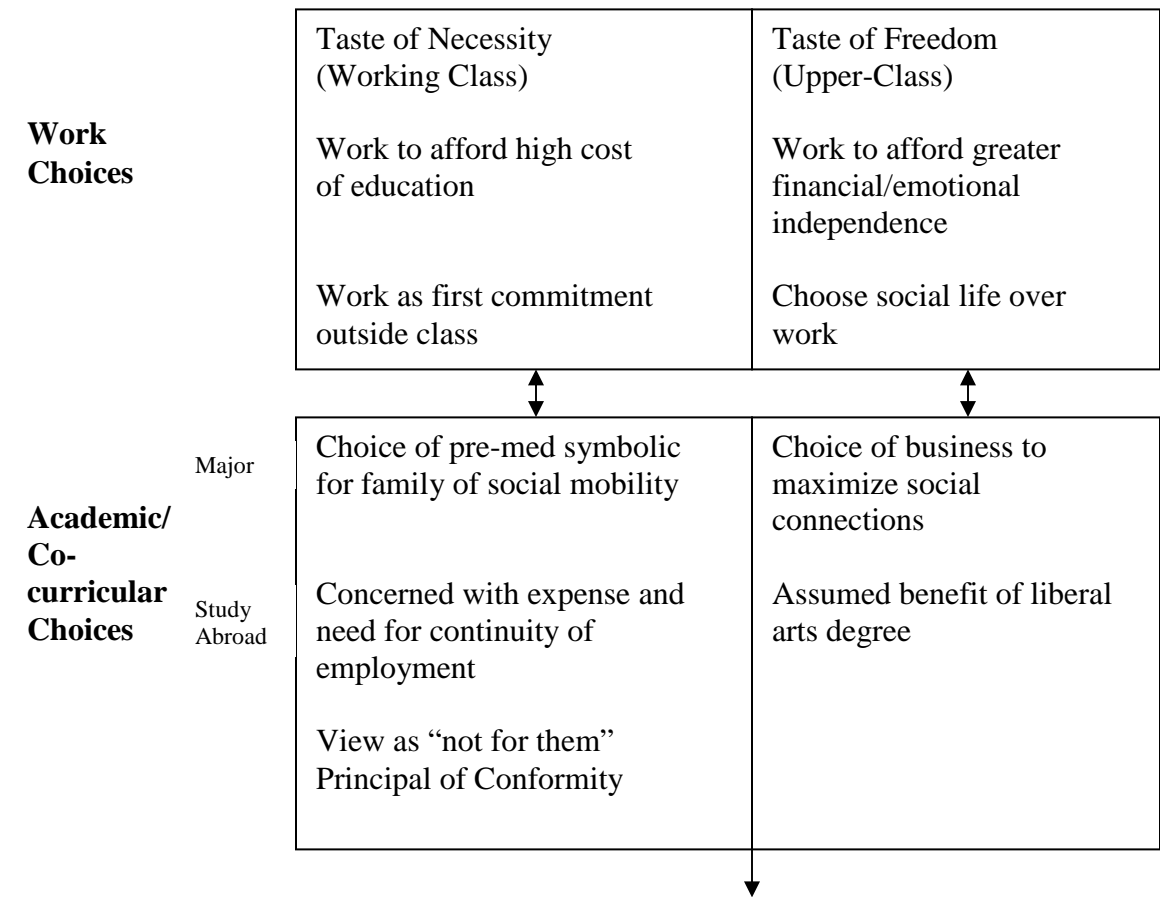 Taste of Necessity
(Working Class)
Taste of Freedom
(Upper-Class)
Work
Choices
Work to afford high cost
of education
Work to afford greater
financial/emotional
independence
Work as first commitment
outside class
Choose social life over
work
Academic/
Co-
curricular
Choices
Major
Choice of pre-med symbolic
for family of social mobility
Choice of business to
maximize social
connections
Study
Abroad
Concerned with expense and
need for continuity of
employment
Assumed benefit of liberal
arts degree
View as “not for them”
Principal of Conformity